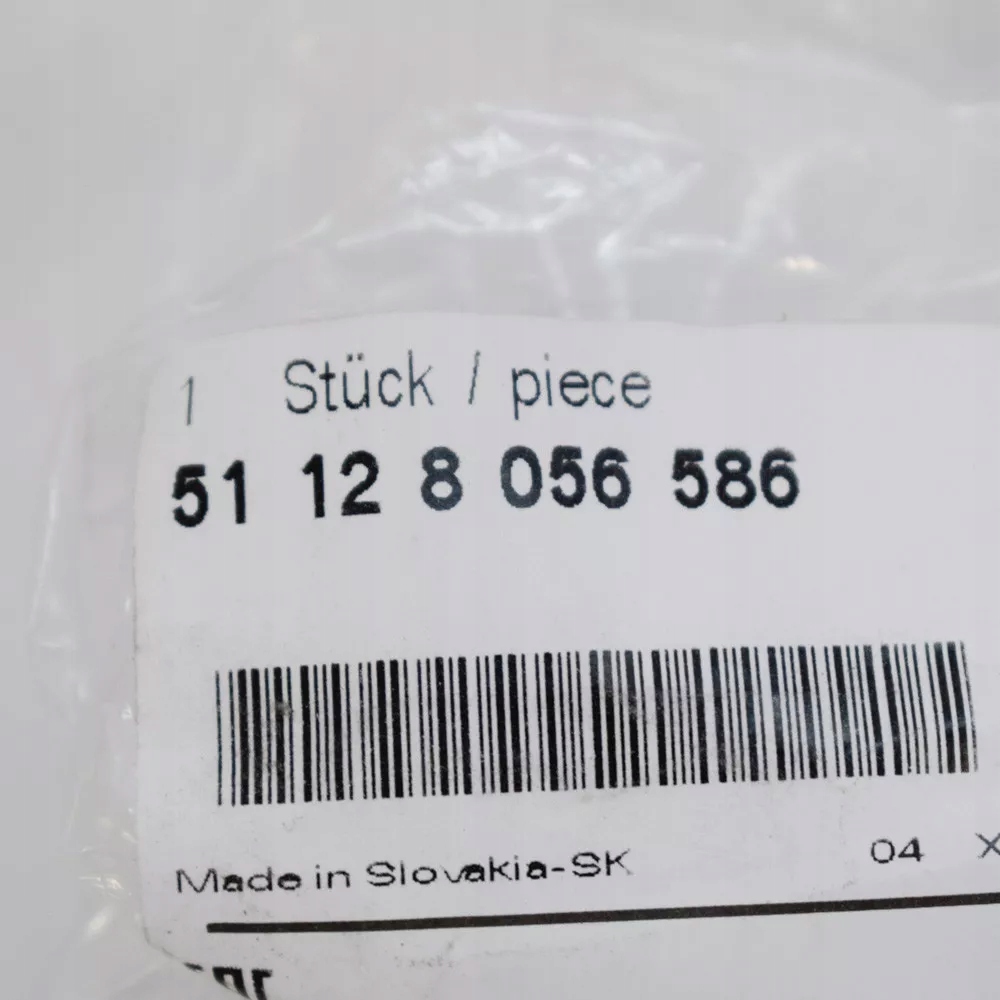 1 Stück / piece
51 12 8 056 586
Made in Slovakia-SK 04 X